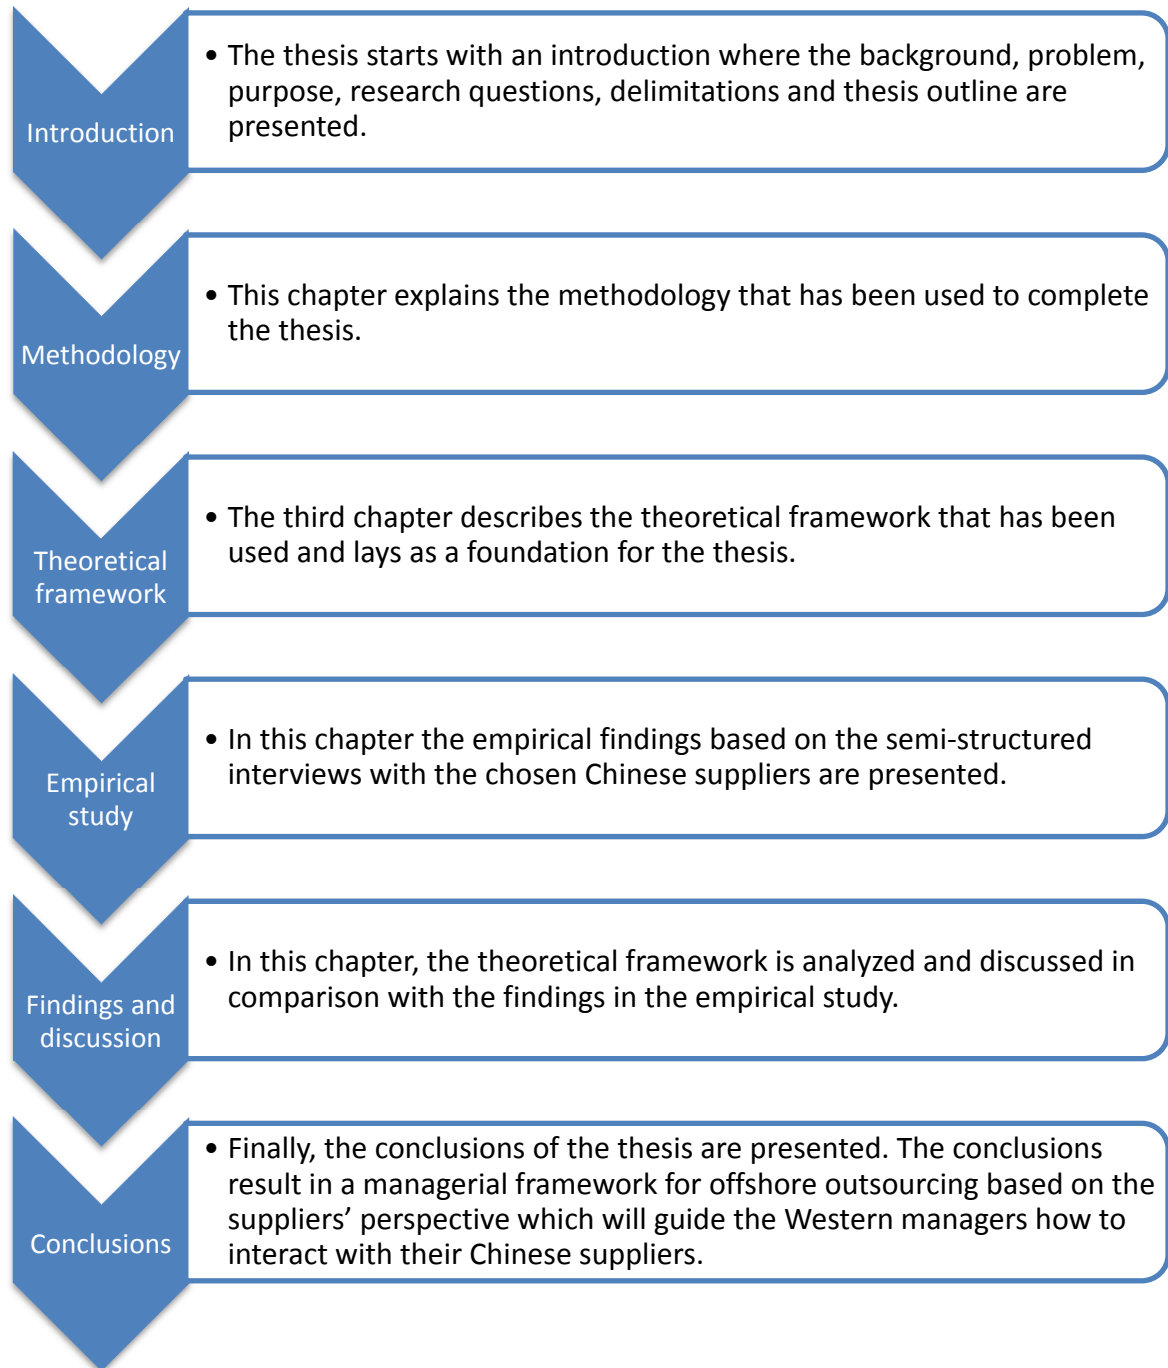 Introduction
• The thesis starts with an introduction where the background, problem,
purpose, research questions, delimitations and thesis outline are
presented.
Methodology
• This chapter explains the methodology that has been used to complete
the thesis.
Theoretical
framework
• The third chapter describes the theoretical framework that has been
used and lays as a foundation for the thesis.
Empirical
study
• In this chapter the empirical findings based on the semi-structured
interviews with the chosen Chinese suppliers are presented.
Findings and
discussion
• In this chapter, the theoretical framework is analyzed and discussed in
comparison with the findings in the empirical study.
Conclusions
• Finally, the conclusions of the thesis are presented. The conclusions
result in a managerial framework for offshore outsourcing based on the
suppliers’ perspective which will guide the Western managers how to
interact with their Chinese suppliers.